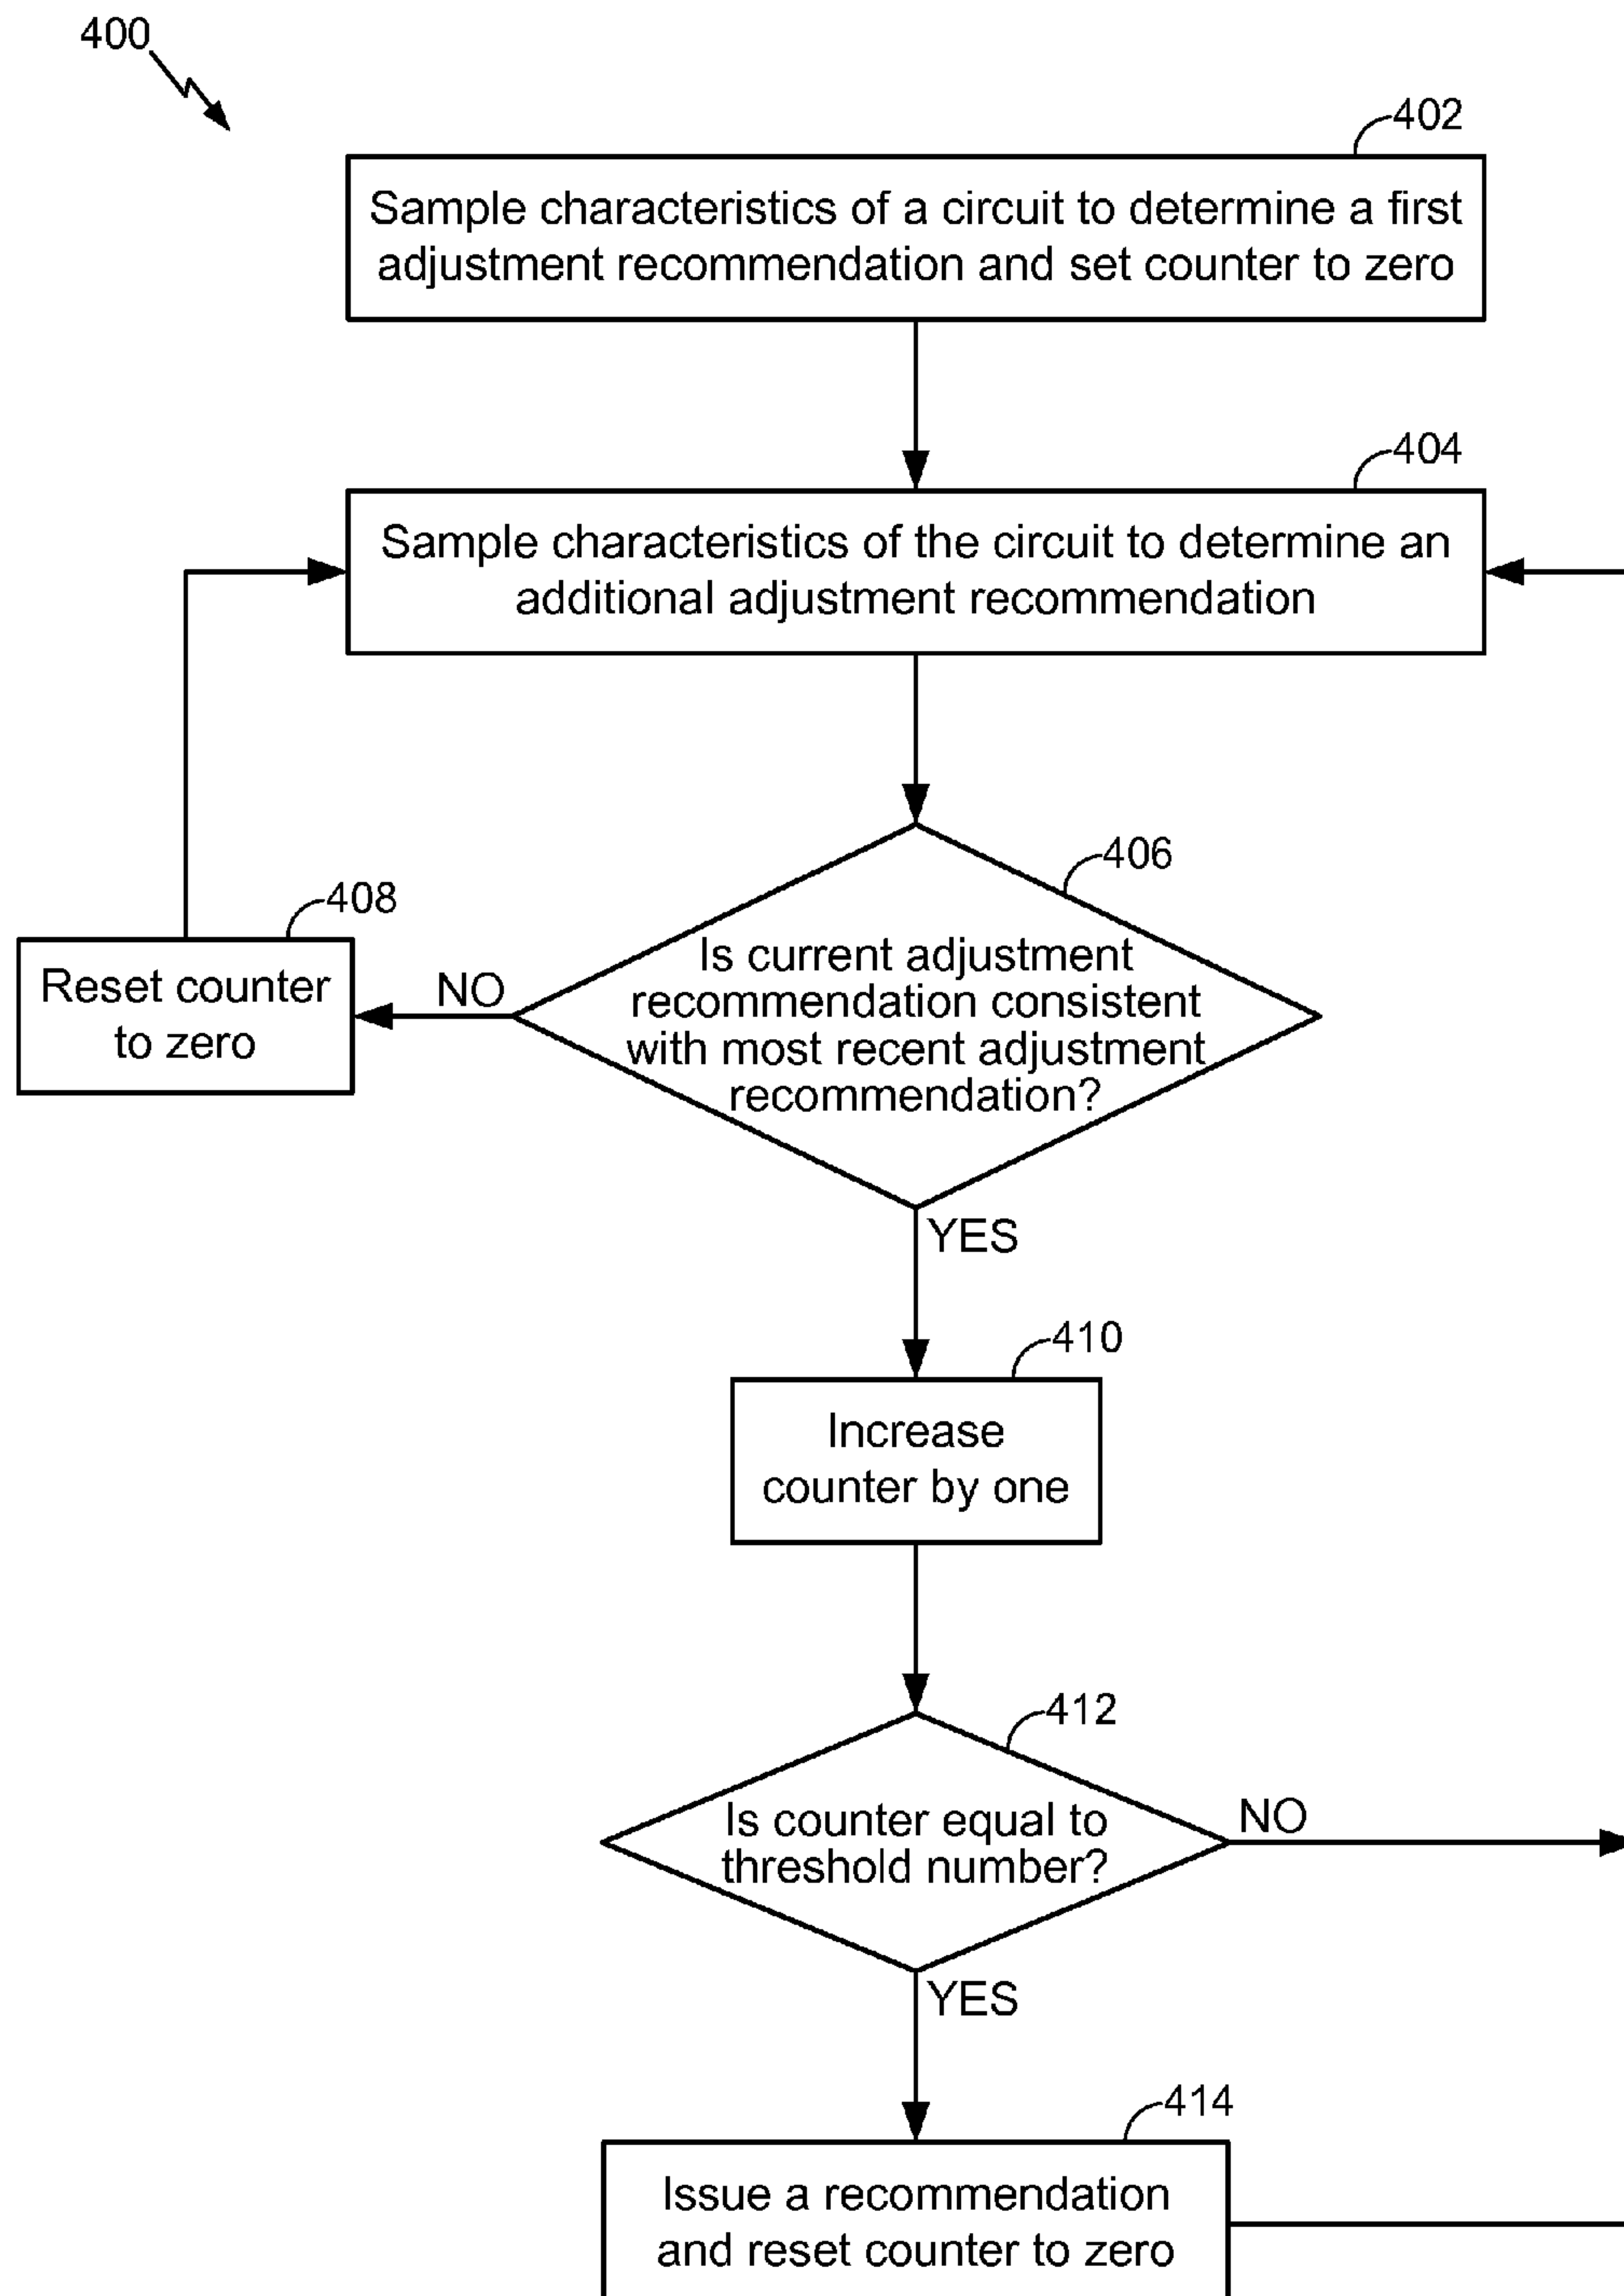 400
402
Sample characteristics of a circuit to determine a first
adjustment recommendation and set counter to zero
404
Sample characteristics of the circuit to determine an
additional adjustment recommendation
406
Is current adjustment
recommendation consistent
with most recent adjustment
recommendation?
408
Reset counter
to zero
NO
YES
410
Increase
counter by one
412
Is counter equal to
threshold number?
NO
YES
414
Issue a recommendation
and reset counter to zero